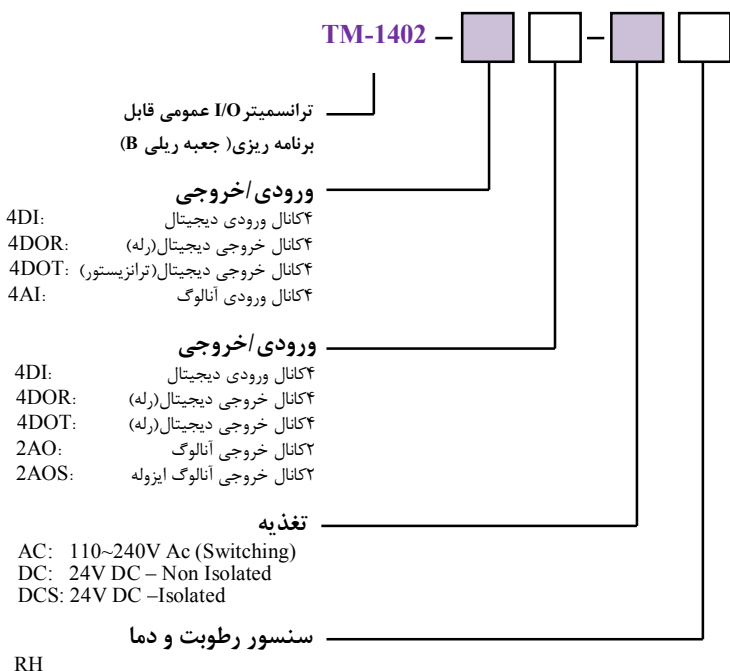 TM-1402 – –
ترانسمیتر I/O عمومی قابل
برنامه ریزی( جعبه ریلی B)
ورودی/خروجی
4DI: ۴کانال ورودی دیجیتال
4DOR: ۴کانال خروجی دیجیتال(رله)
4DOT: ۴کانال خروجی دیجیتال(ترانزیستور)
4AI: ۴کانال ورودی آنالوگ
ورودی/خروجی
4DI: ۴کانال ورودی دیجیتال
4DOR: ۴کانال خروجی دیجیتال(رله)
4DOT: ۴کانال خروجی دیجیتال(رله)
2AO: ۲کانال خروجی آنالوگ
2AOS: ۲کانال خروجی آنالوگ ایزوله
تغذیه
AC: 110~240V Ac (Switching)
DC: 24V DC – Non Isolated
DCS: 24V DC –Isolated
سنسور رطوبت و دما
RH